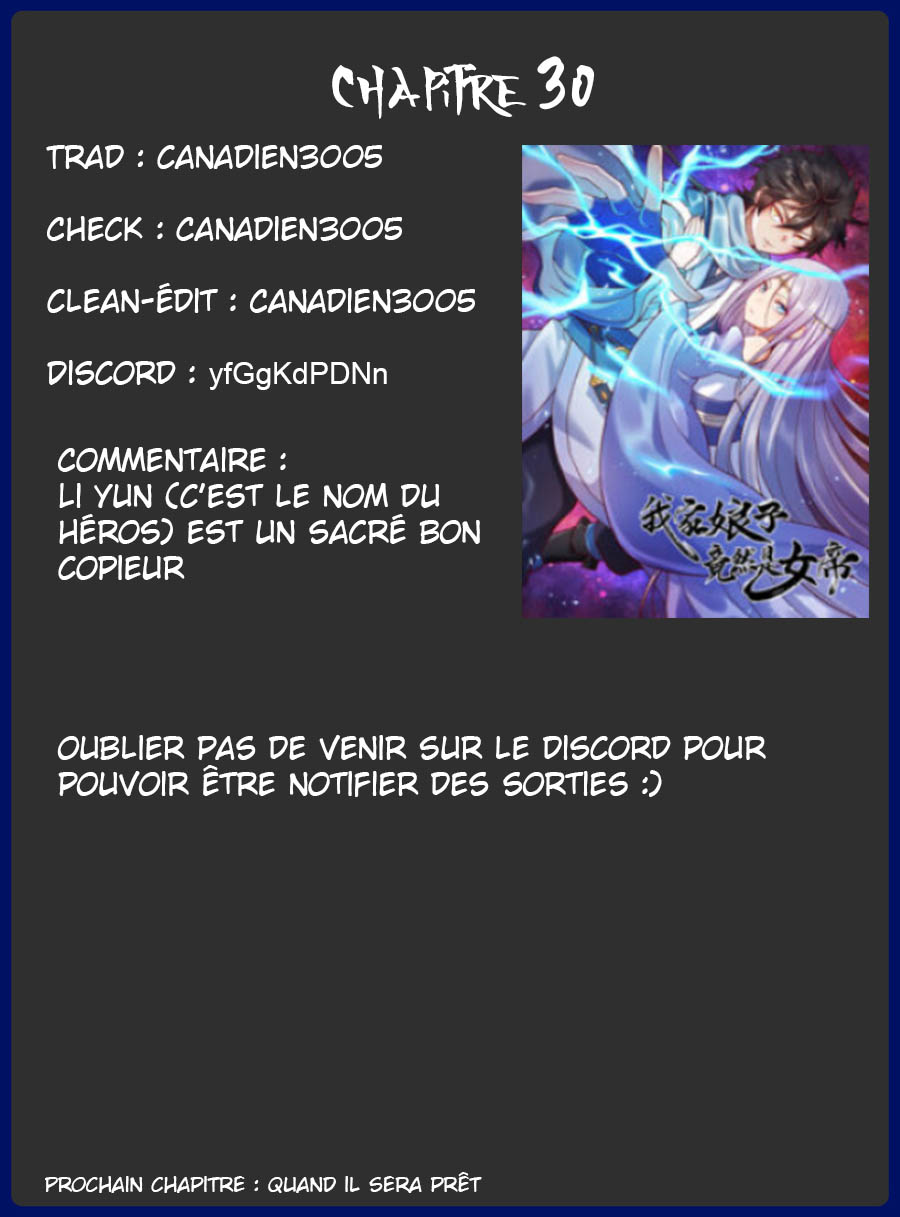 CHAPITRE 30
TRAD : CANADIEN3005
CHECK : CANADIEN3005
CLEAN-ÉDIT : CANADIEN3005
DISCORD : yfGgKdPDNn
COMMENTAIRE :
LI YUN (C'EST LE NOM DU
HÉROS) EST UN SACRÉ BON
COPIEUR
我家娘子
竟然是女帝
OUBLIER PAS DE VENIR SUR LE DISCORD POUR
POUVOIR ÊTRE NOTIFIER DES SORTIES :)
PROCHAIN CHAPITRE : QUAND IL SERA PRÊT